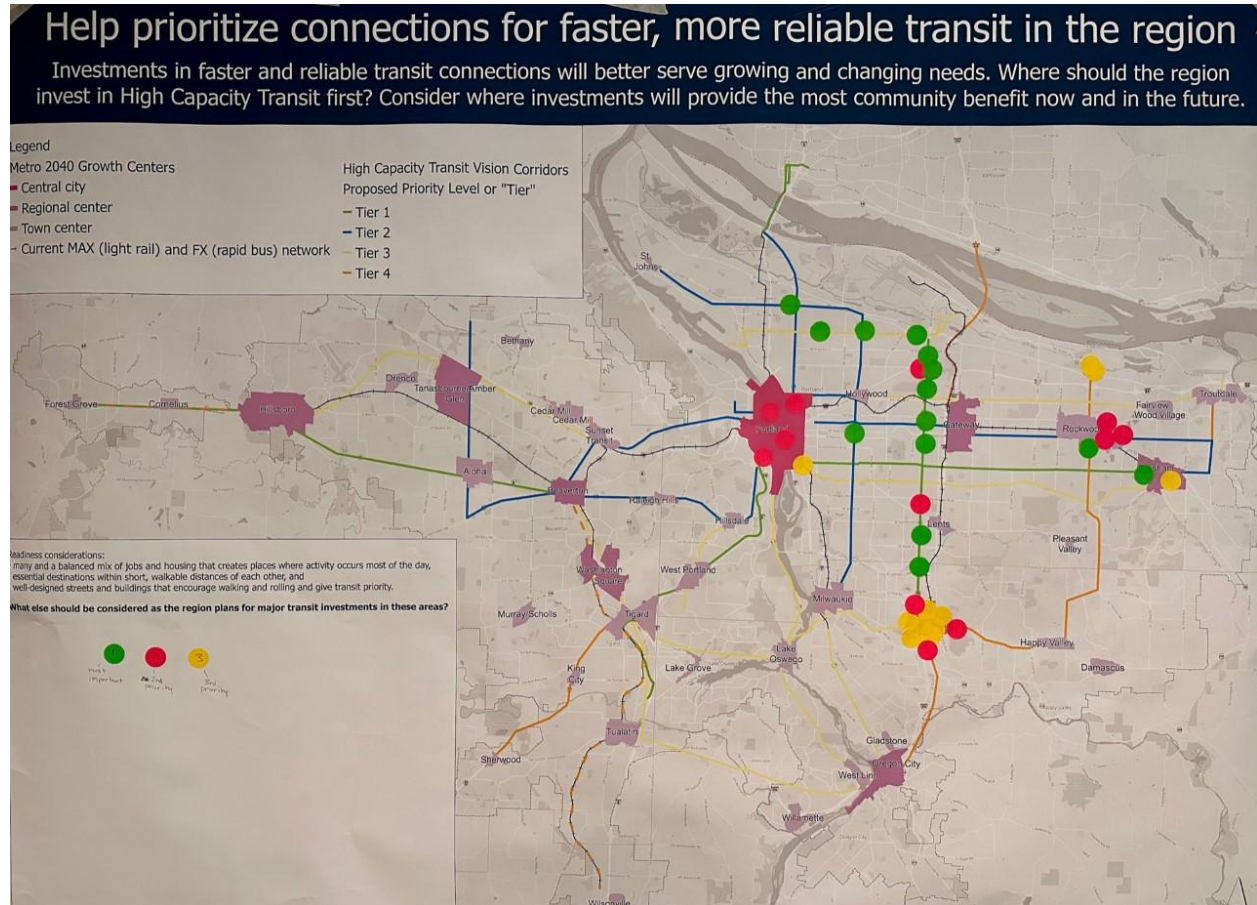 Help prioritize connections for faster, more reliable transit in the region
Investments in faster and reliable transit connections will better serve growing and changing needs. Where should the region
invest in High Capacity Transit first? Consider where investments will provide the most community benefit now and in the future.
Legend
Metro 2040 Growth Centers
Central city
Regional center
Town center
Current MAX (light rail) and FX (rapid bus) network
High Capacity Transit Vision Corridors
Proposed Priority Level or "Tier"
Tier 1
Tier 2
Tier 3
Tier 4
St.
Johns
Bethany
Orenco
Tanasbourne/Amber
Glen
Forest Grove
Cornelius
Hillsboro
Cedar Mill
Cedar Mill
Sunset
Transit
Aloha
Beaverton
Raleigh Hills
Hillsdale
Portland
Hollywood
Gateway
Rockwood
Fairview
Wood Village
Troutdale
Lents
Pleasant
Valley
Washington
Square
West Portland
Murray/Scholls
Tigard
Milwaukie
King
City
Lake Grove
Lake
Oswego
Happy Valley
Damascus
Tualatin
Sherwood
Gladstone
Oregon City
West Linn
Willamette
Wilsonville
Readiness considerations:
many and a balanced mix of jobs and housing that creates places where activity occurs most of the day,
essential destinations within short, walkable distances of each other, and
well-designed streets and buildings that encourage walking and rolling and give transit priority.
What else should be considered as the region plans for major transit investments in these areas?
3
most
important
2nd
priority
3rd
priority